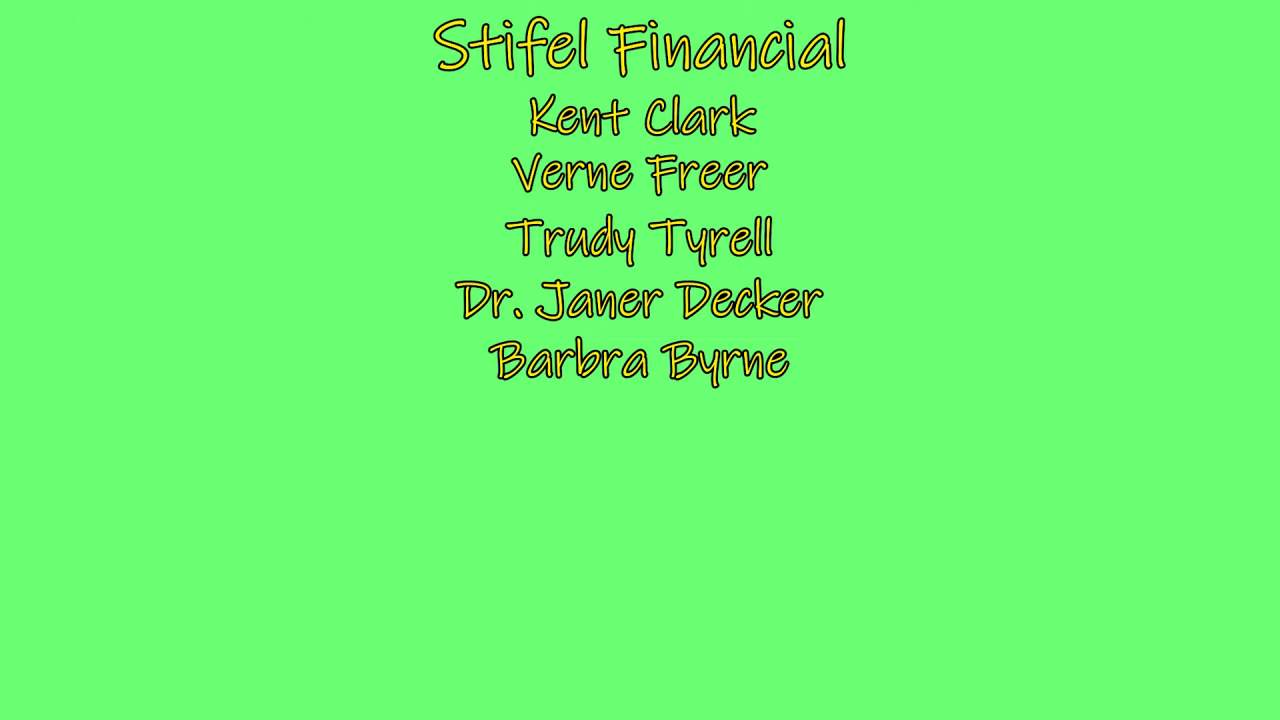 Stifel Financial
Kent Clark
Verne Freer
Trudy Tyrell
Dr. Janer Decker
Barbra Byrne